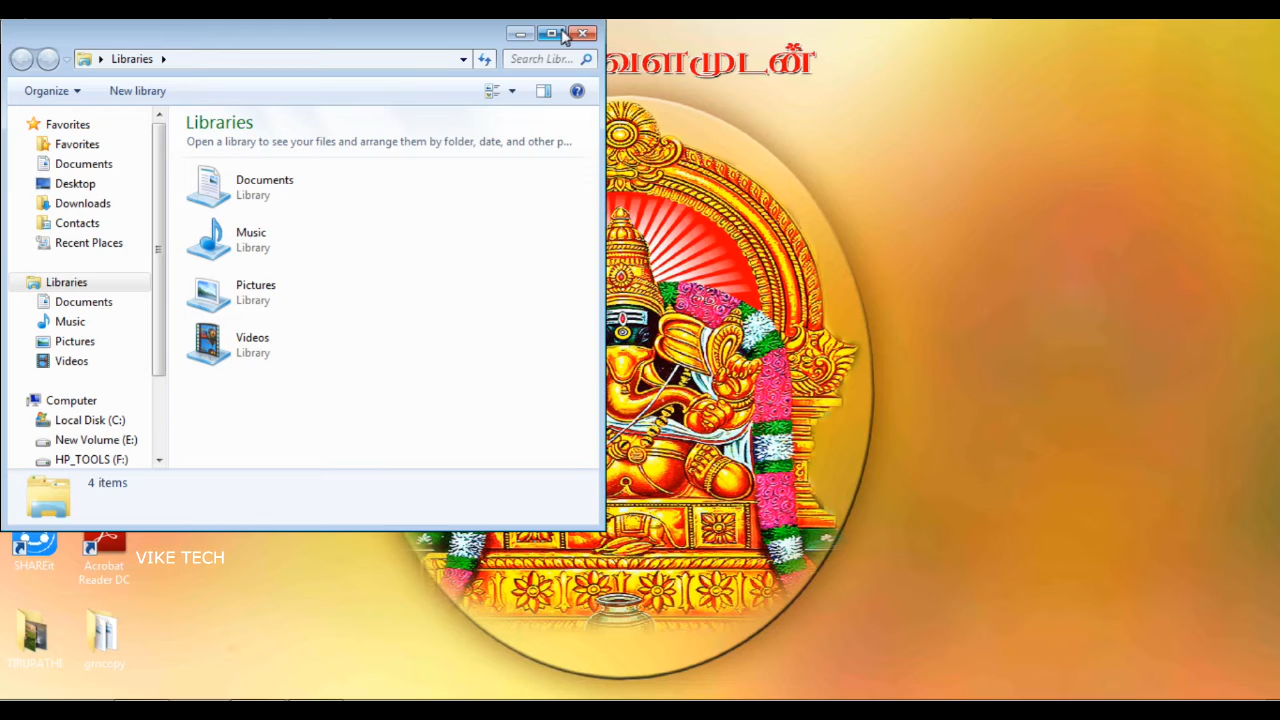 வளமுடன்
Libraries
Search Libr...
Organize
New library
Favorites
Favorites
Documents
Desktop
Downloads
Contacts
Recent Places
Libraries
Documents
Music
Pictures
Videos
Computer
Local Disk (C:)
New Volume (E:)
HP_TOOLS (F:)
Libraries
Open a library to see your files and arrange them by folder, date, and other p...
Documents
Library
Music
Library
Pictures
Library
Videos
Library
4 items
SHAREit
Acrobat
Reader DC
VIKE TECH
TIRUPATHI
grocopy